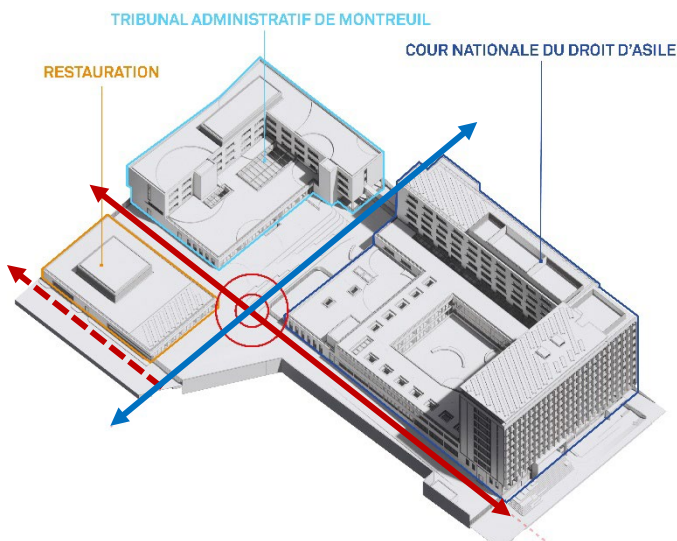 TRIBUNAL ADMINISTRATIF DE MONTREUIL
COUR NATIONALE DU DROIT D'ASILE
RESTAURATION